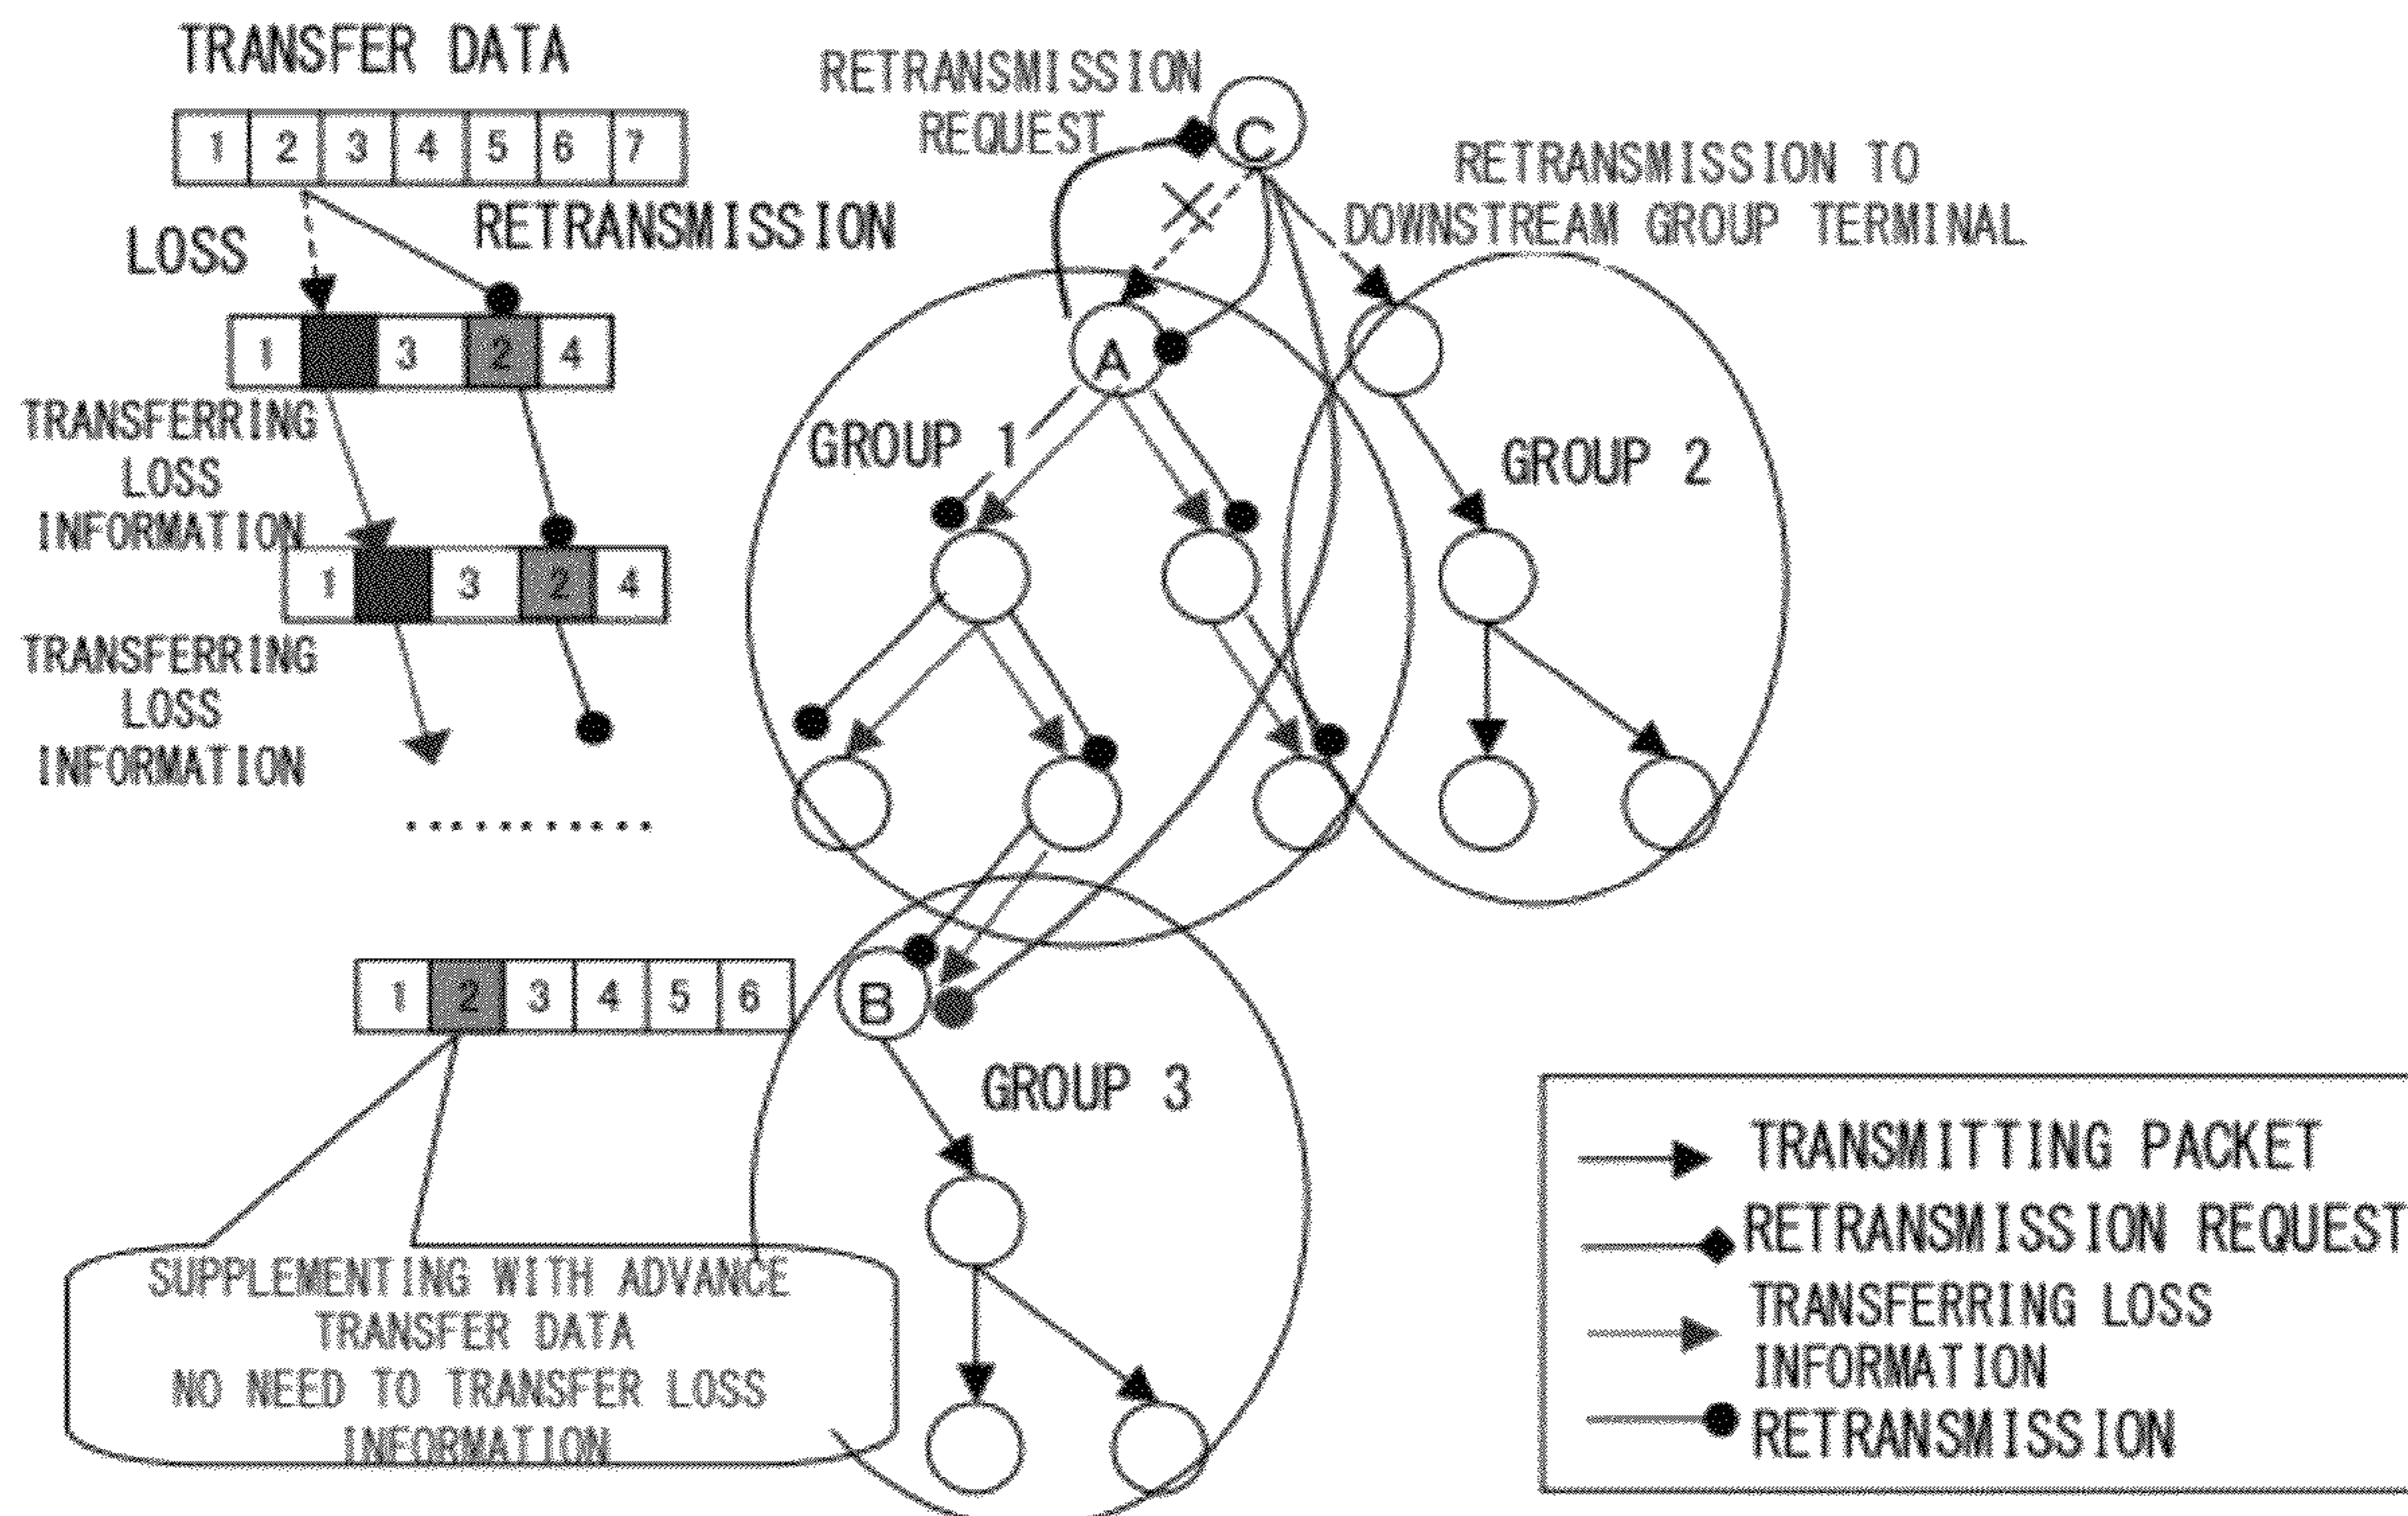 TRANSFER DATA
1 2 3 4 5 6 7
LOSS
RETRANSMISSION
1 3 2 4
TRANSFERRING
LOSS
INFORMATION
1 3 2 4
TRANSFERRING
LOSS
INFORMATION
...........
RETRANSMISSION
REQUEST
C
RETRANSMISSION TO
DOWNSTREAM GROUP TERMINAL
A
GROUP 1
GROUP 2
1 2 3 4 5 6
B
GROUP 3
SUPPLEMENTING WITH ADVANCE
TRANSFER DATA
NO NEED TO TRANSFER LOSS
INFORMATION
TRANSMITTING PACKET
RETRANSMISSION REQUEST
TRANSFERRING LOSS
INFORMATION
RETRANSMISSION